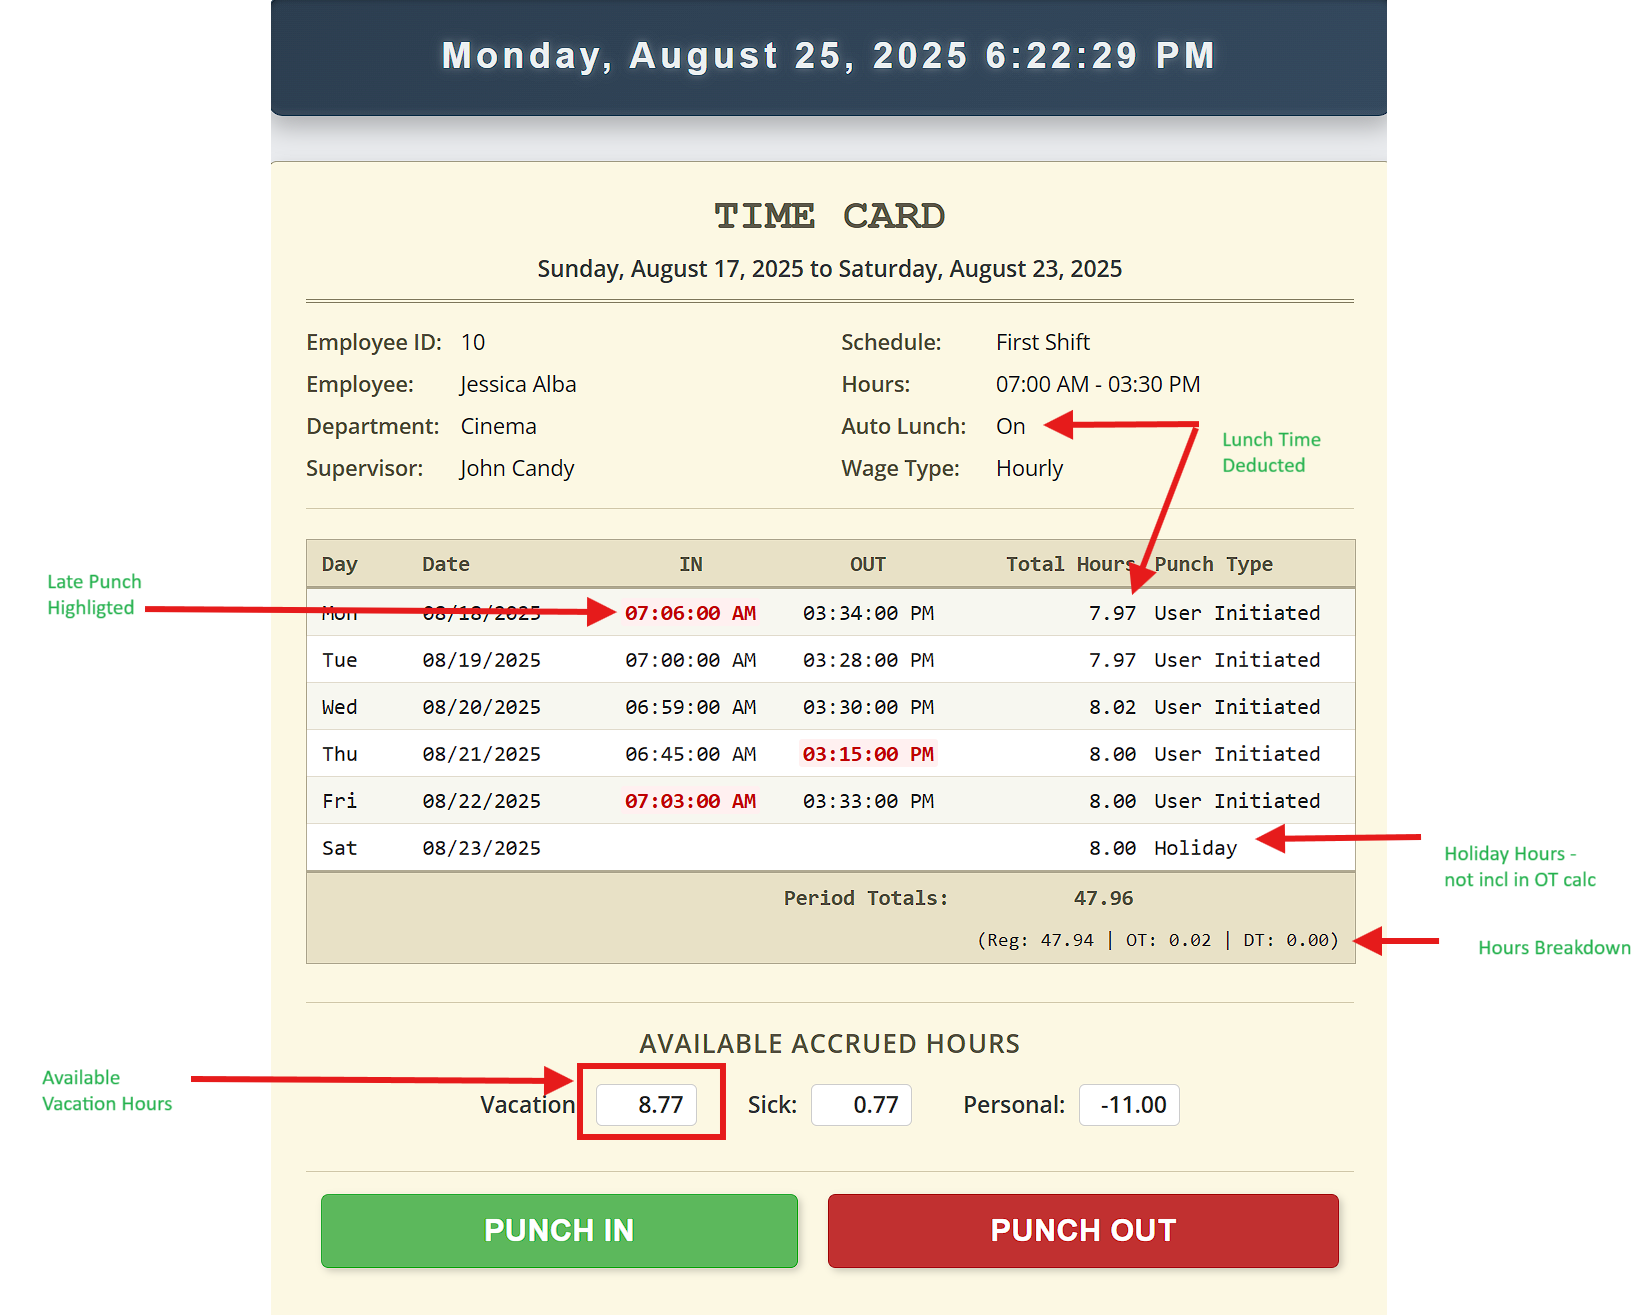 Monday, August 25, 2025 6:22:29 PM
TIME CARD
Sunday, August 17, 2025 to Saturday, August 23, 2025
Employee ID: 10
Schedule: First Shift
Employee: Jessica Alba
Hours: 07:00 AM - 03:30 PM
Department: Cinema
Auto Lunch: On
Supervisor: John Candy
Wage Type: Hourly
Lunch Time
Deducted
Day Date IN OUT Total Hours Punch Type
Late Punch
Highligted
Mon 08/18/2025 07:06:00 AM 03:34:00 PM 7.97 User Initiated
Tue 08/19/2025 07:00:00 AM 03:28:00 PM 7.97 User Initiated
Wed 08/20/2025 06:59:00 AM 03:30:00 PM 8.02 User Initiated
Thu 08/21/2025 06:45:00 AM 03:15:00 PM 8.00 User Initiated
Fri 08/22/2025 07:03:00 AM 03:33:00 PM 8.00 User Initiated
Sat 08/23/2025 8.00 Holiday
Holiday Hours -
not incl in OT calc
Period Totals: 47.96
(Reg: 47.94 | OT: 0.02 | DT: 0.00)
Hours Breakdown
AVAILABLE ACCRUED HOURS
Available
Vacation Hours
Vacation 8.77 Sick: 0.77 Personal: -11.00
PUNCH IN
PUNCH OUT